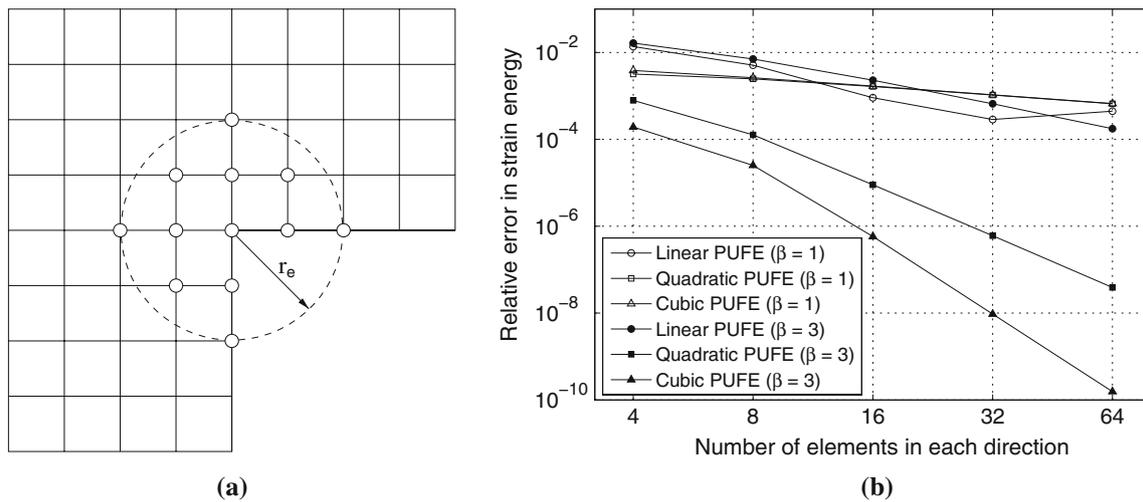 r_e
(a)
Relative error in strain energy
10^−2
10^−4
10^−6
10^−8
10^−10
Linear PUFE (β = 1)
Quadratic PUFE (β = 1)
Cubic PUFE (β = 1)
Linear PUFE (β = 3)
Quadratic PUFE (β = 3)
Cubic PUFE (β = 3)
4 8 16 32 64
Number of elements in each direction
(b)